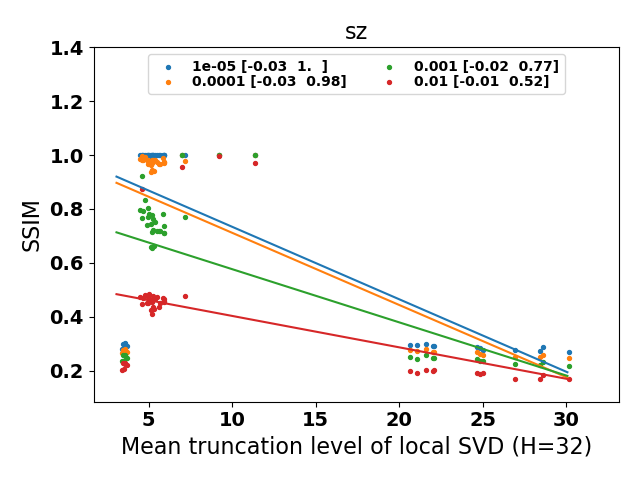 sz
1.4
1e-05 [-0.03  1.  ]
0.001 [-0.02  0.77]
0.0001 [-0.03  0.98]
0.01 [-0.01  0.52]
1.2
1.0
0.8
0.6
0.4
0.2
SSIM
5
10
15
20
25
30
Mean truncation level of local SVD (H=32)